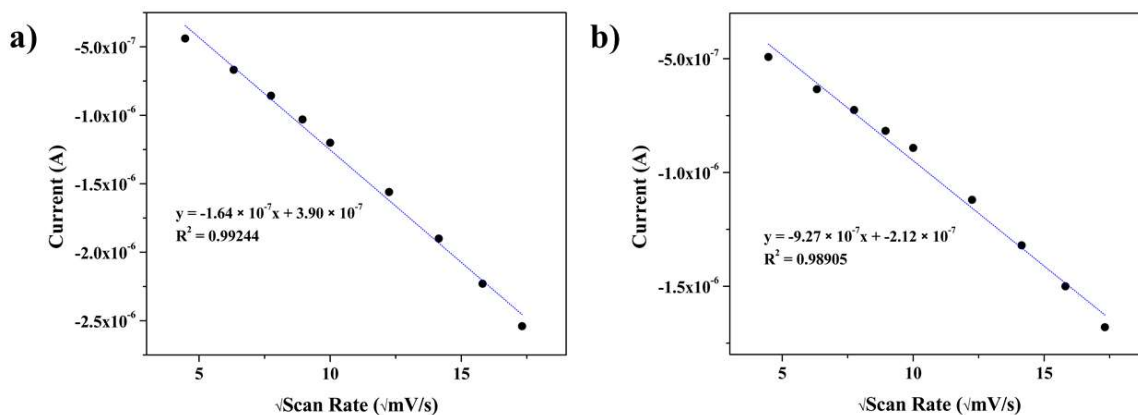 a)
Current (A)
-5.0x10⁻⁷
-1.0x10⁻⁶
-1.5x10⁻⁶
-2.0x10⁻⁶
-2.5x10⁻⁶
y = -1.64 × 10⁻⁷x + 3.90 × 10⁻⁷
R² = 0.99244
5 10 15
√Scan Rate (√mV/s)
b)
Current (A)
-5.0x10⁻⁷
-1.0x10⁻⁶
-1.5x10⁻⁶
y = -9.27 × 10⁻⁷x + -2.12 × 10⁻⁷
R² = 0.98905
5 10 15
√Scan Rate (√mV/s)